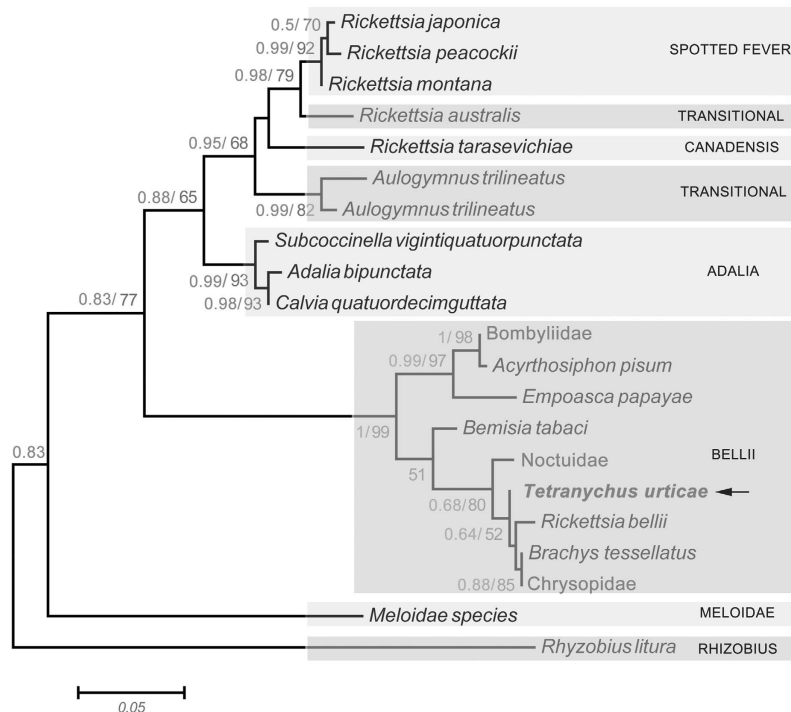 0.5/ 70
Rickettsia japonica
0.99/ 92
Rickettsia peacockii
SPOTTED FEVER
0.98/ 79
Rickettsia montana
Rickettsia australis
TRANSITIONAL
0.95/ 68
Rickettsia tarasevichiae
CANADENSIS
Aulogymnus trilineatus
TRANSITIONAL
0.88/ 65
0.99/ 82
Aulogymnus trilineatus
Subcoccinella vigintiquatuorpunctata
0.99/ 93
Adalia bipunctata
ADALIA
0.98/93
Calvia quatuordecimguttata
0.83/ 77
1/ 98
Bombyliidae
0.99/97
Acyrthosiphon pisum
Empoasca papayae
1/99
Bemisia tabaci
0.83
51
Noctuidae
BELLII
0.68/ 80
Tetranychus urticae
0.64/ 52
Rickettsia bellii
Brachys tessellatus
0.88/ 85
Chrysopidae
Meloidae species
MELOIDAE
Rhyzobius litura
RHIZOBIUS
0.05